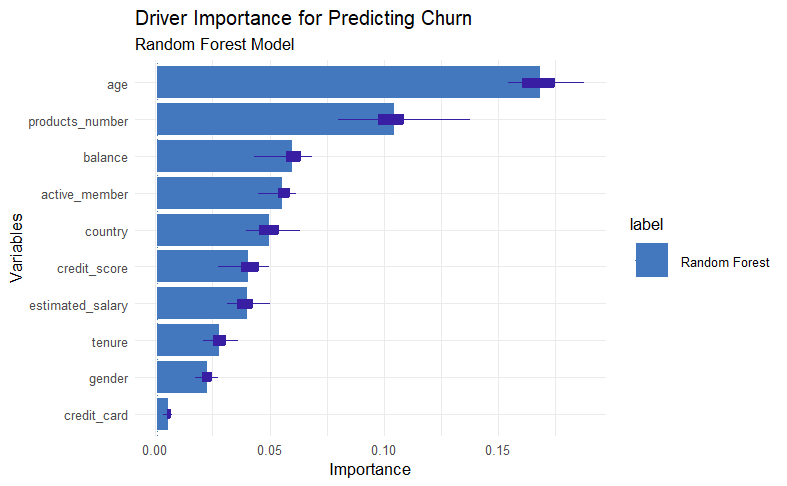 Driver Importance for Predicting Churn
Random Forest Model
age
products_number
balance
active_member
country
credit_score
estimated_salary
tenure
gender
credit_card
Variables
0.00 0.05 0.10 0.15
Importance
label
Random Forest